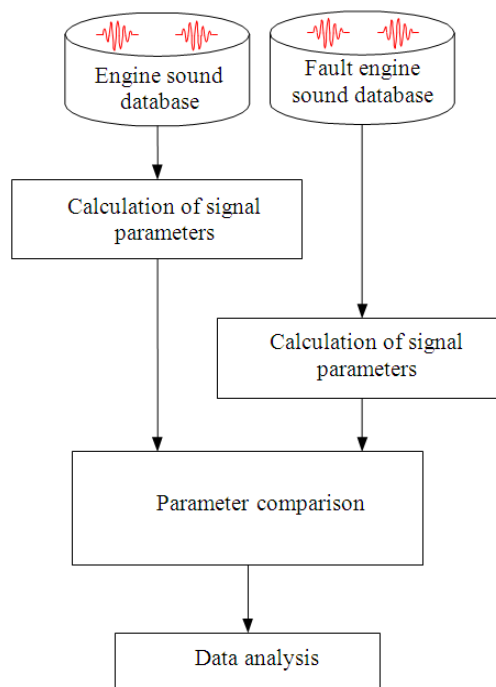 Engine sound
database
Fault engine
sound database
Calculation of signal
parameters
Calculation of signal
parameters
Parameter comparison
Data analysis